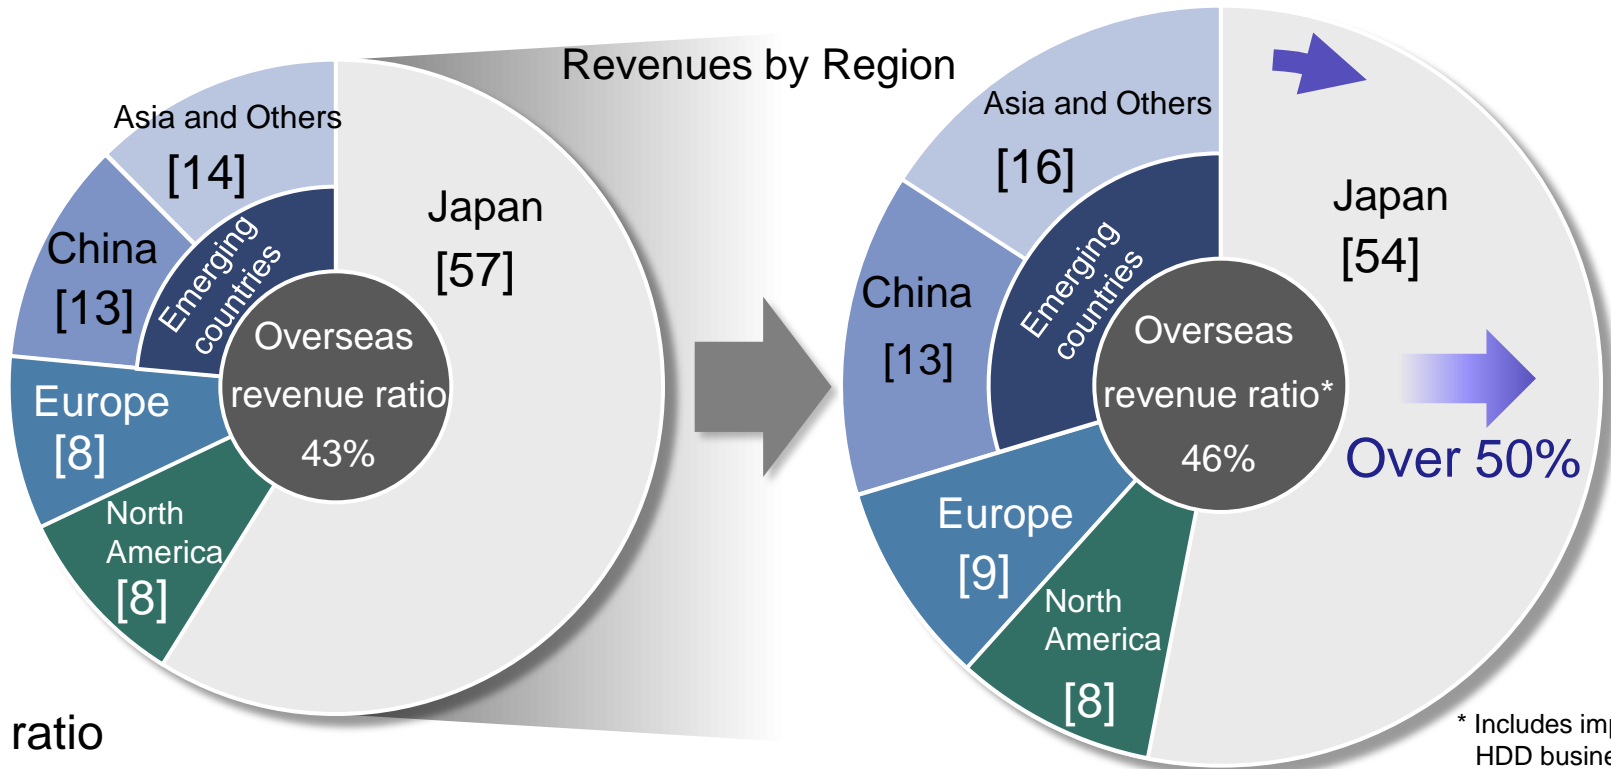 Revenues by Region
Asia and Others
[14]
China
[13]
Emerging
countries
Japan
[57]
Overseas
revenue ratio
43%
Europe
[8]
North
America
[8]
ratio
Asia and Others
[16]
China
[13]
Emerging
countries
Japan
[54]
Overseas
revenue ratio*
46%
Over 50%
Europe
[9]
North
America
[8]
* Includes
HDD